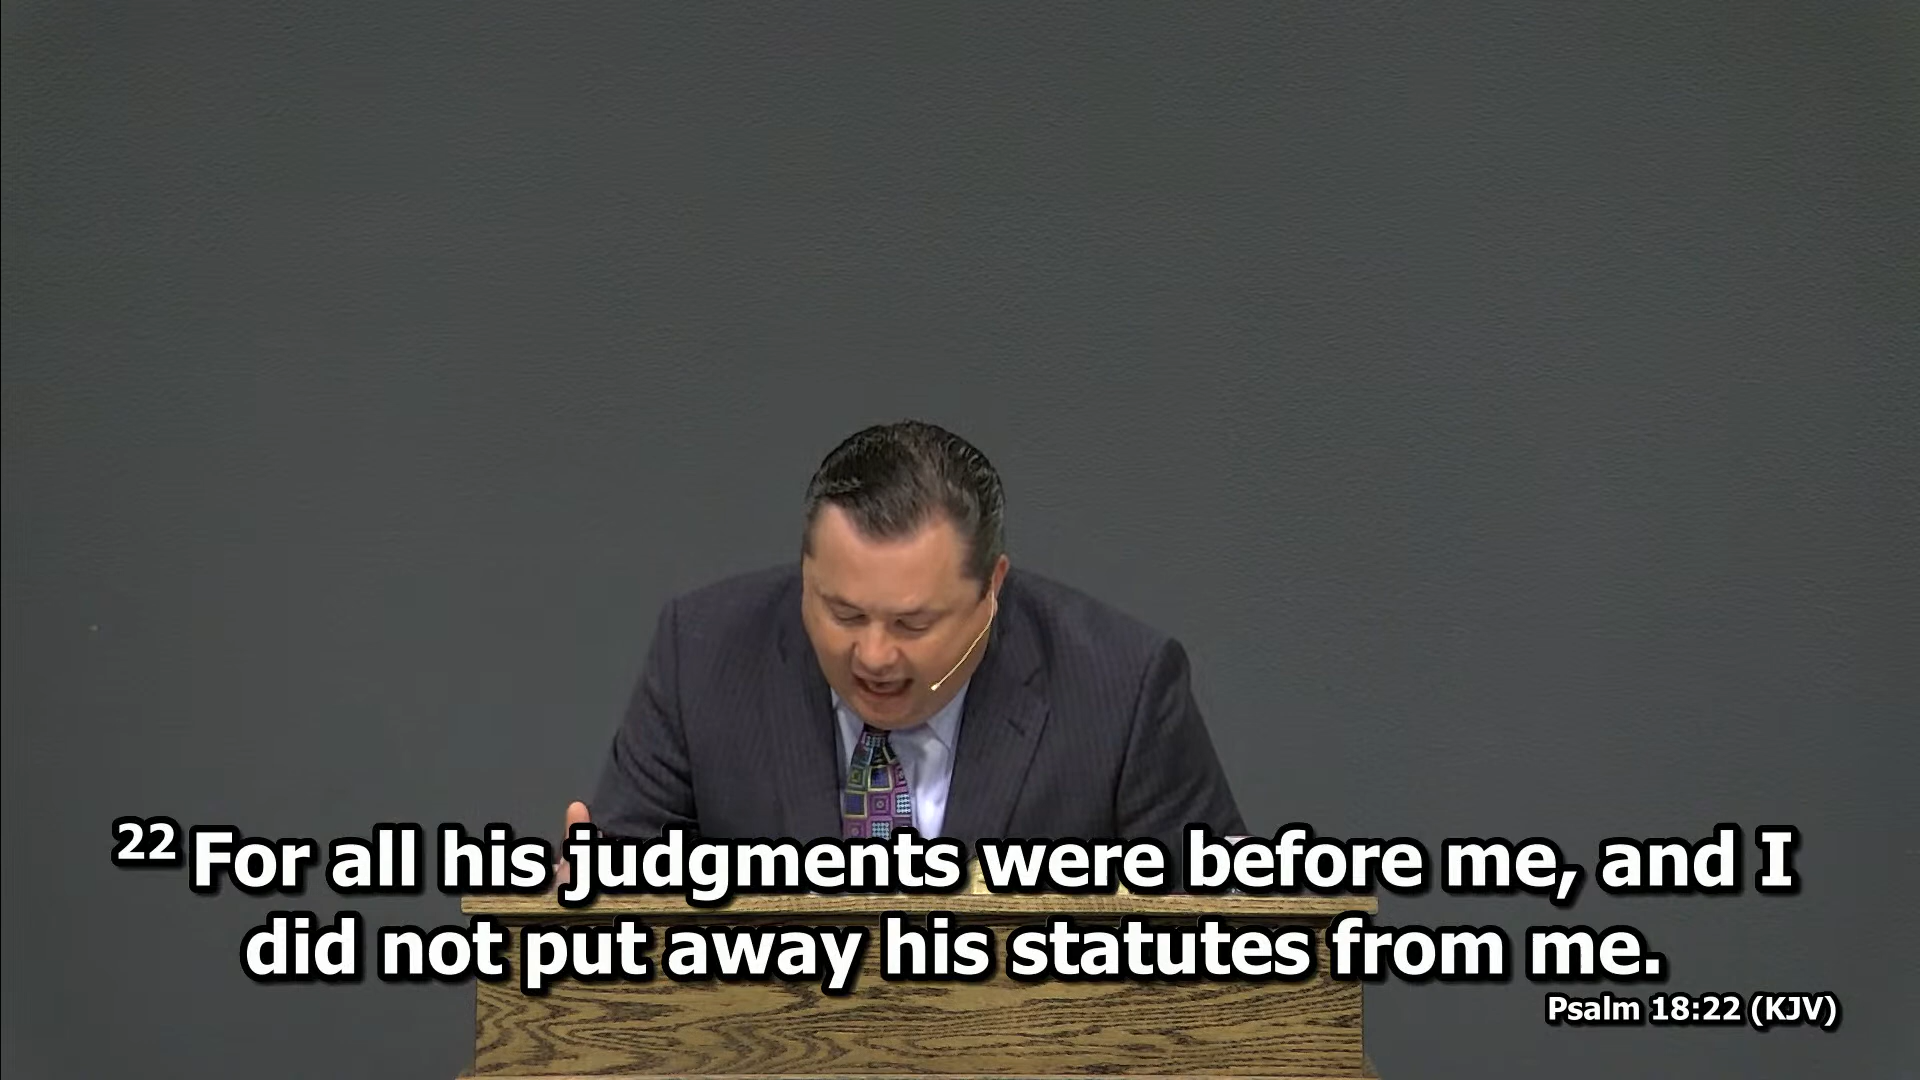 22 For all his judgments were before me, and I
did not put away his statutes from me.
Psalm 18:22 (KJV)